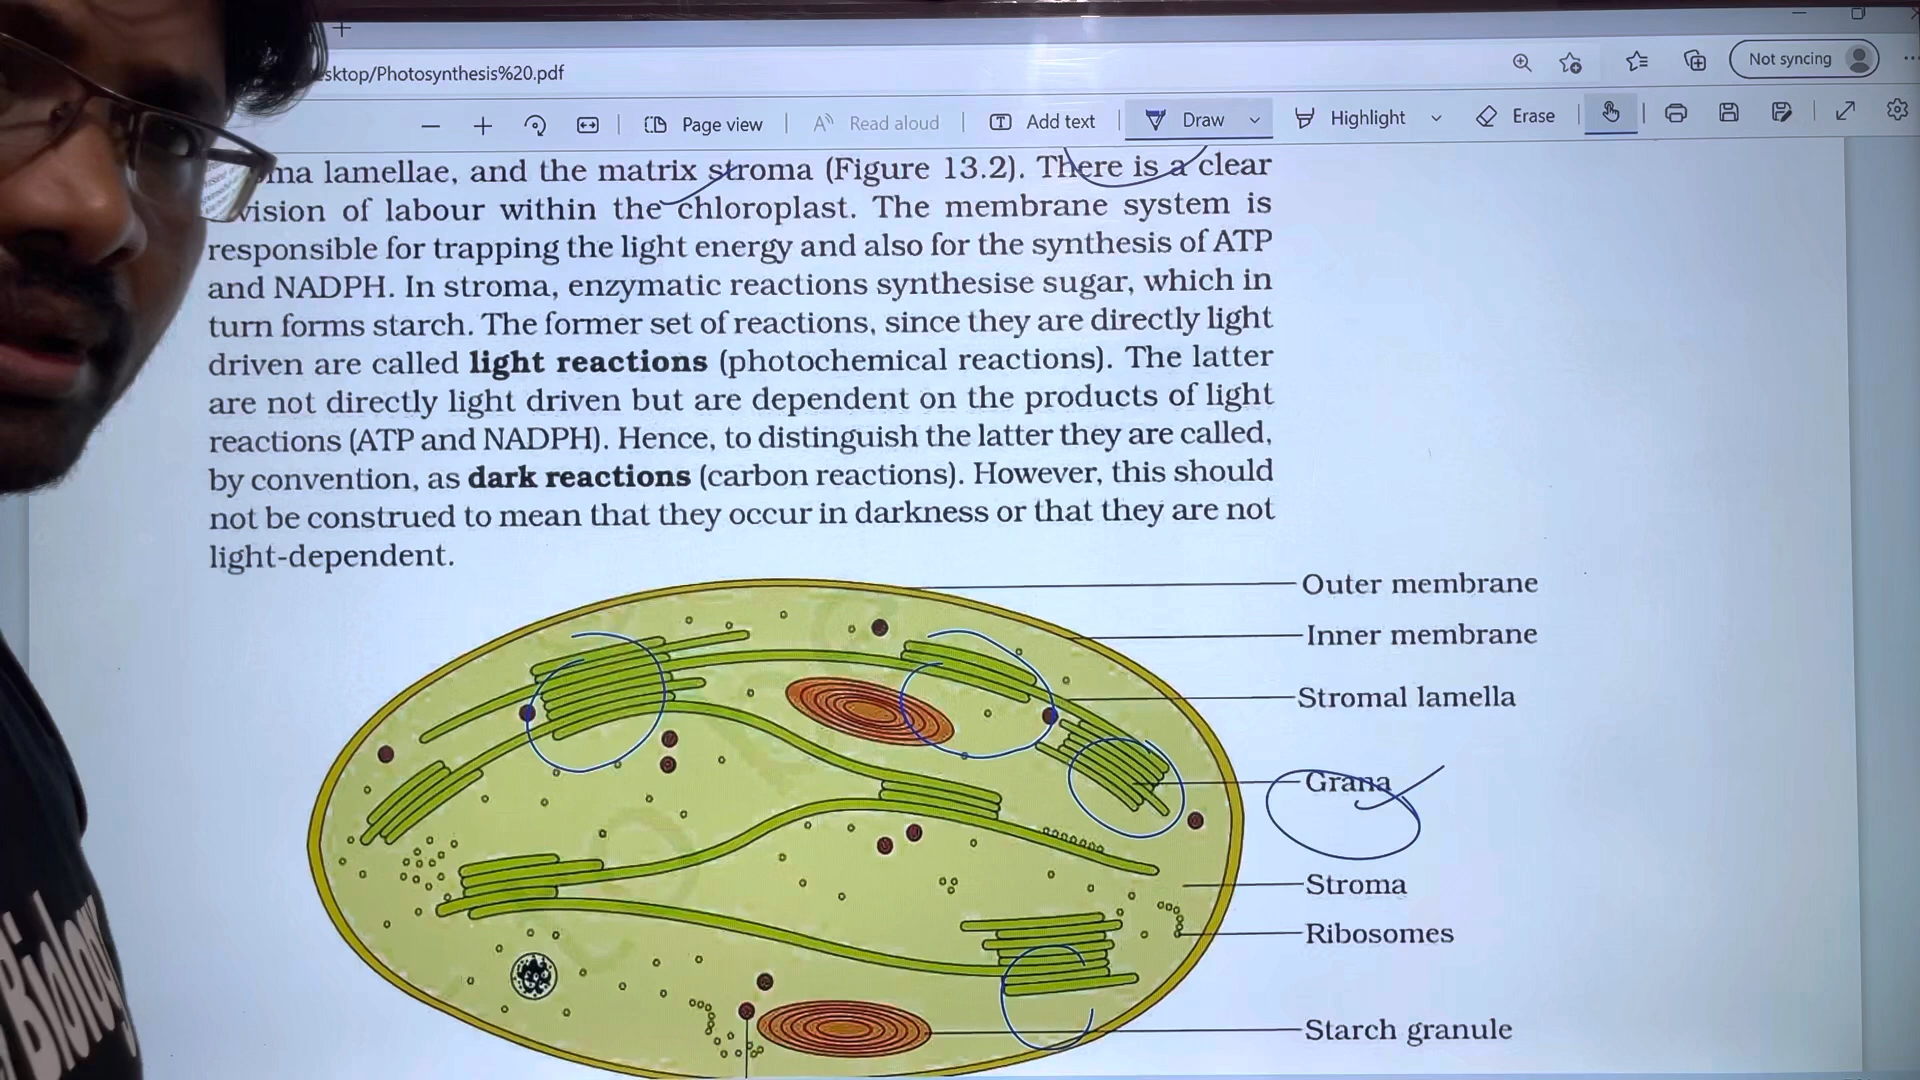 sktop/Photosynthesis%20.pdf
Not syncing
Page view
Read aloud
Add text
Draw
Highlight
Erase
ma lamellae, and the matrix stroma (Figure 13.2). There is a clear
vision of labour within the chloroplast. The membrane system is
responsible for trapping the light energy and also for the synthesis of ATP
and NADPH. In stroma, enzymatic reactions synthesise sugar, which in
turn forms starch. The former set of reactions, since they are directly light
driven are called light reactions (photochemical reactions). The latter
are not directly light driven but are dependent on the products of light
reactions (ATP and NADPH). Hence, to distinguish the latter they are called,
by convention, as dark reactions (carbon reactions). However, this should
not be construed to mean that they occur in darkness or that they are not
light-dependent.
Outer membrane
Inner membrane
Stromal lamella
Grana
Stroma
Ribosomes
Starch granule
Biology